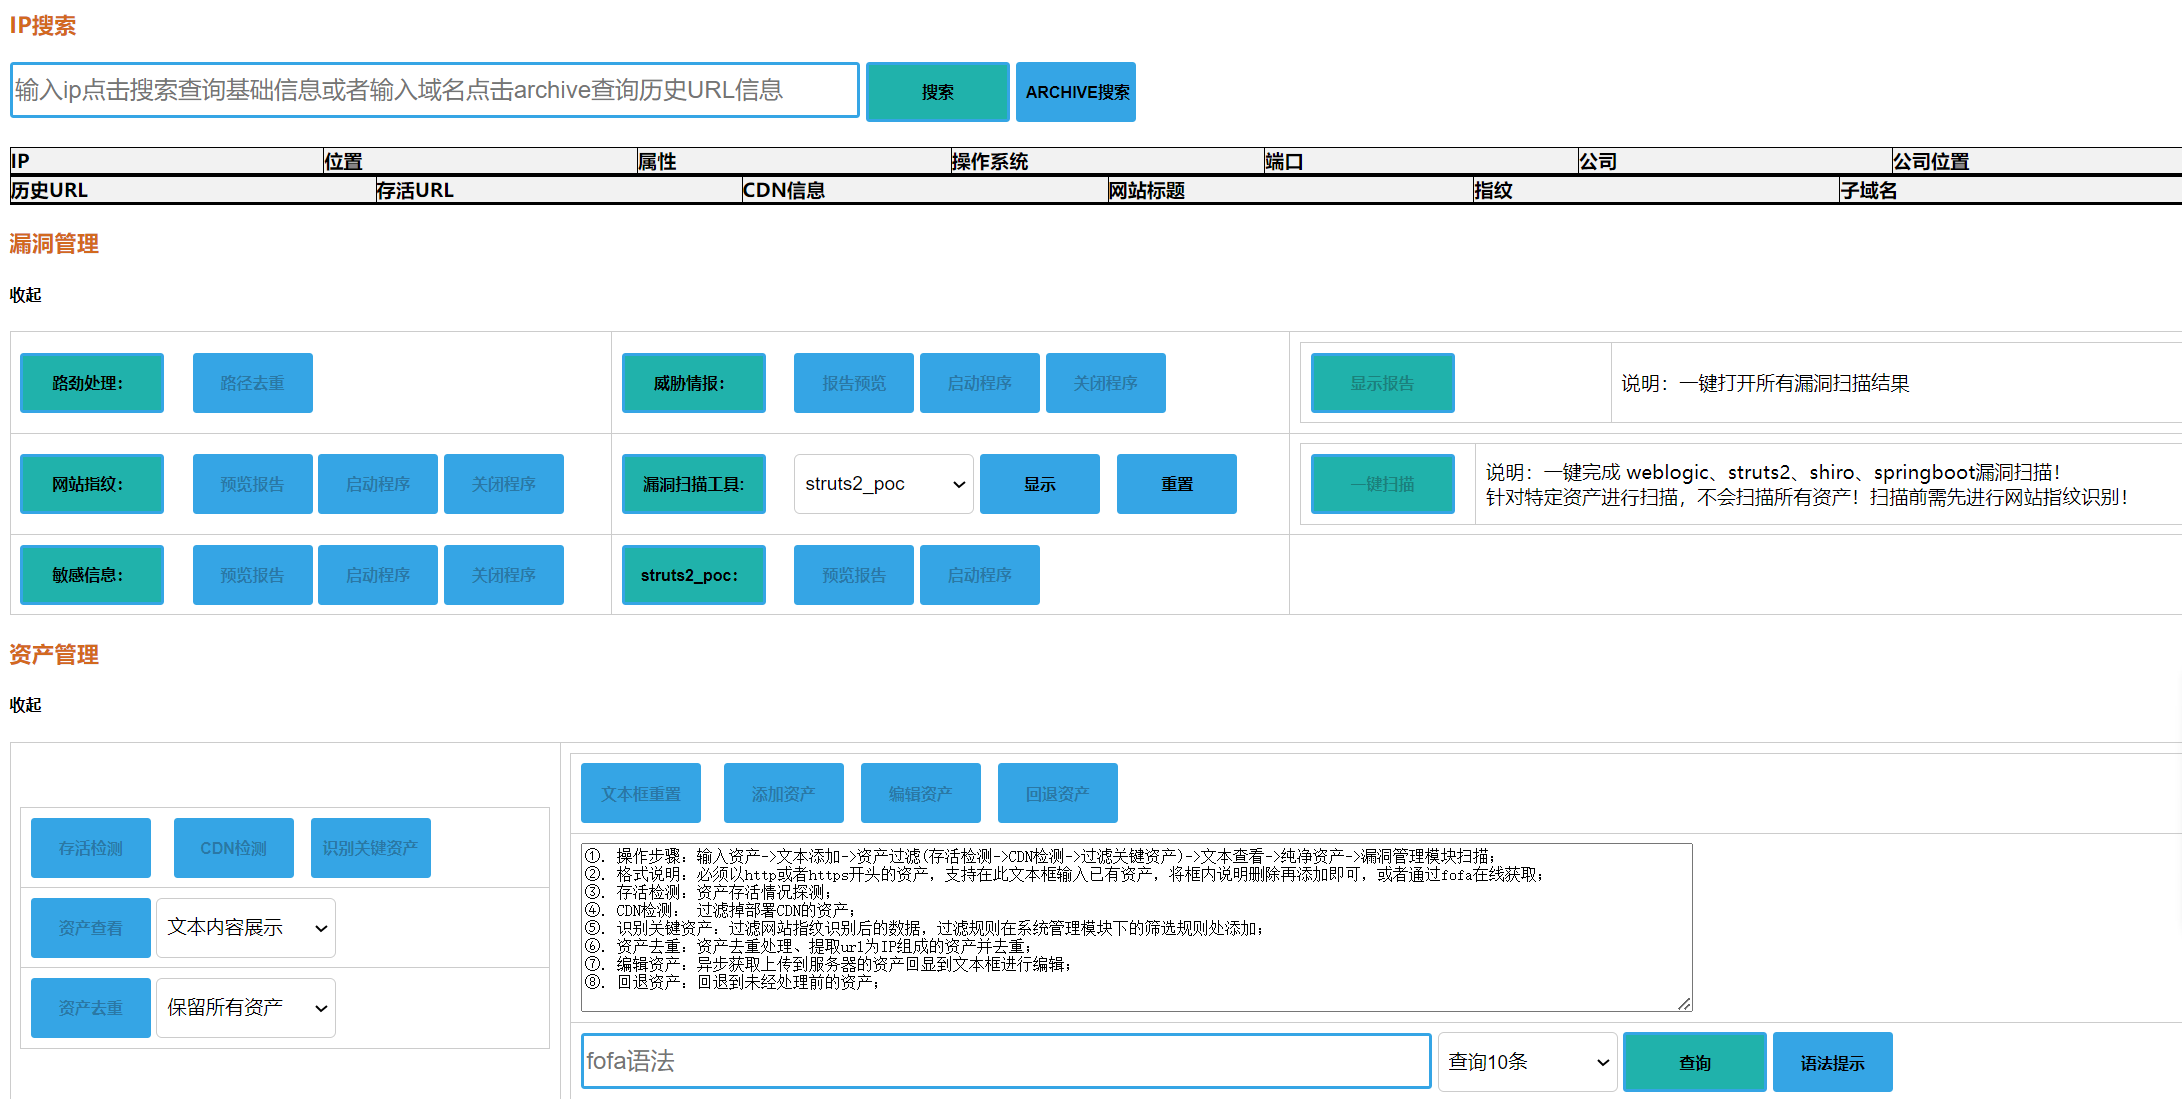 IP搜索
输入ip点击搜索查询基础信息或者输入域名点击archive查询历史URL信息
搜索
ARCHIVE搜索
IP 位置 属性 操作系统 端口 公司 公司位置
历史URL 存活URL CDN信息 网站标题 指纹 子域名
漏洞管理
收起
路劲处理: 路径去重 威胁情报: 报告预览 启动程序 关闭程序 显示报告 说明：一键打开所有漏洞扫描结果
网站指纹: 预览报告 启动程序 关闭程序 漏洞扫描工具: struts2_poc 显示 重置 一键扫描
说明：一键完成 weblogic、struts2、shiro、springboot漏洞扫描！
针对特定资产进行扫描，不会扫描所有资产！扫描前需先进行网站指纹识别！
敏感信息: 预览报告 启动程序 关闭程序 struts2_poc: 预览报告 启动程序
资产管理
收起
存活检测 CDN检测 识别关键资产
资产查看 文本内容展示
资产去重 保留所有资产
文本框重置 添加资产 编辑资产 回退资产
①. 操作步骤：输入资产->文本添加->资产过滤(存活检测->CDN检测->过滤关键资产)->文本查看->纯净资产->漏洞管理模块扫描；
②. 格式说明：必须以http或者https开头的资产，支持在此文本框输入已有资产，将框内说明删除再添加即可，或者通过fofa在线获取；
③. 存活检测：资产存活情况探测；
④. CDN检测： 过滤掉部署CDN的资产；
⑤. 识别关键资产：过滤网站指纹识别后的数据，过滤规则在系统管理模块下的筛选规则处添加；
⑥. 资产去重：资产去重处理、提取url为IP组成的资产并去重；
⑦. 编辑资产：异步获取上传到服务器的资产回显到文本框进行编辑；
⑧. 回退资产：回退到未经处理前的资产；
fofa语法 查询10条 查询 语法提示